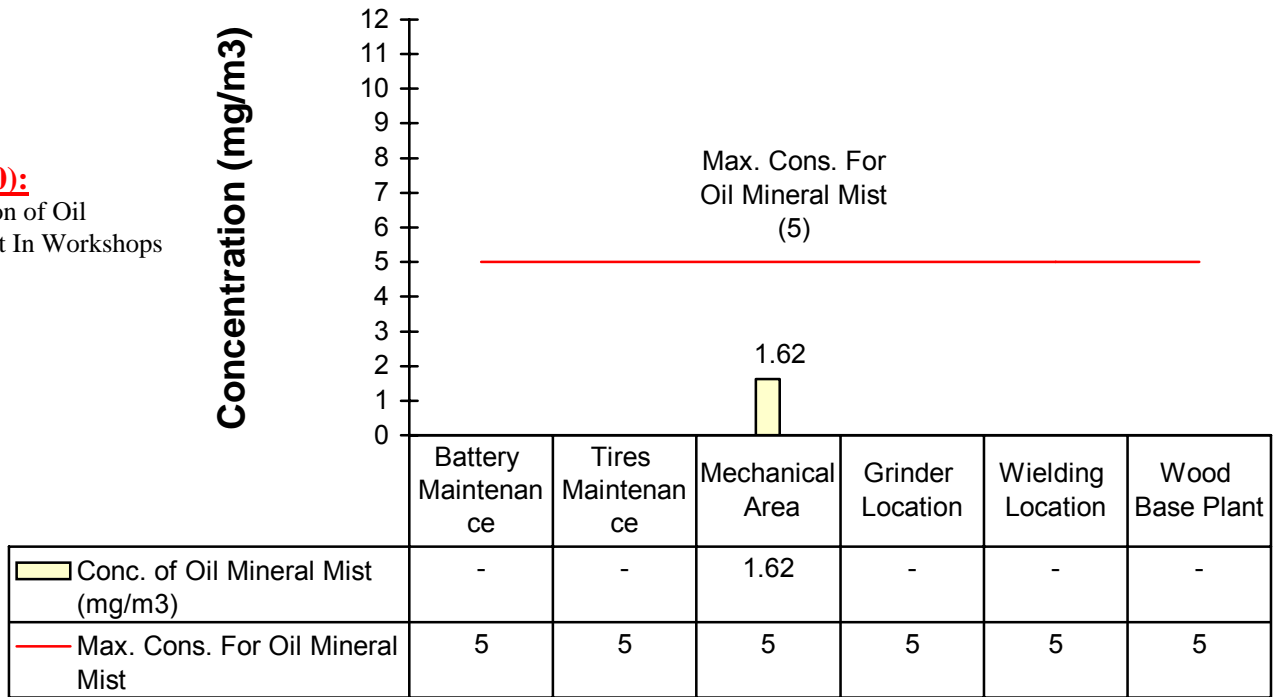 0):
on of Oil
t In Workshops
Concentration (mg/m3)
12
11
10
9
8
7
6
5
4
3
2
1
0
Max. Cons. For
Oil Mineral Mist
(5)
1.62
Battery
Maintenan
ce
Tires
Maintenan
ce
Mechanical
Area
Grinder
Location
Wielding
Location
Wood
Base Plant
Conc. of Oil Mineral Mist
(mg/m3)
- - 1.62 - - -
Max. Cons. For Oil Mineral
Mist
5 5 5 5 5 5